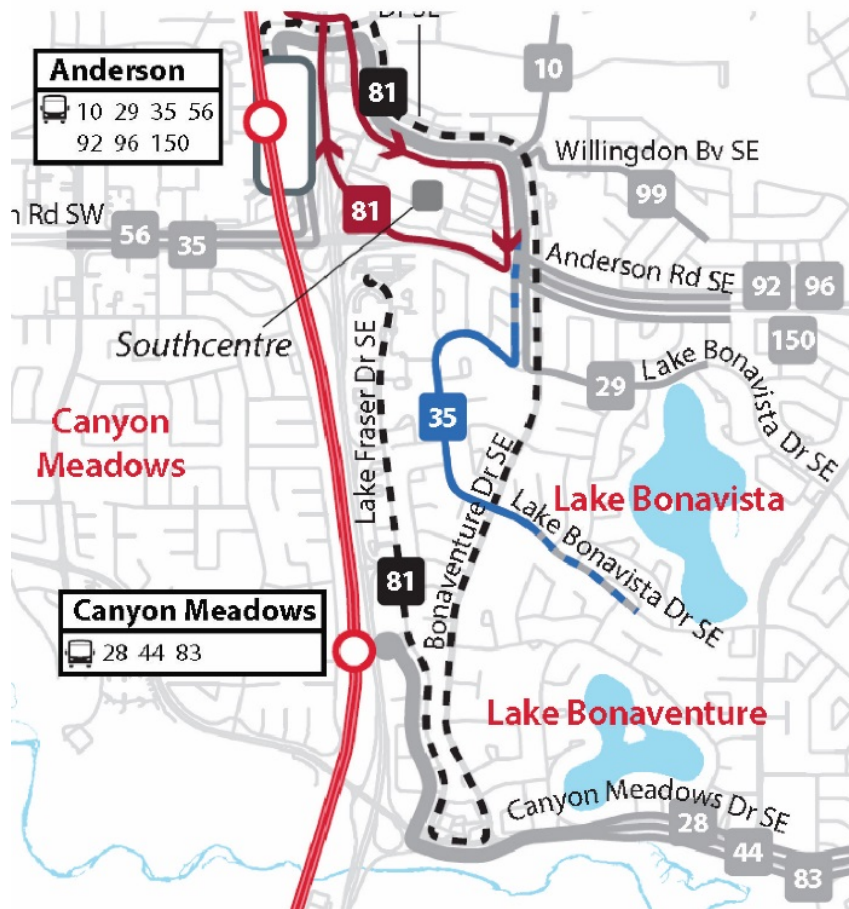 Dr SE
Anderson
10 29 35 56
92 96 150
81
10
Willingdon Bv SE
99
81
n Rd SW
56
35
Anderson Rd SE
92
96
150
Southcentre
Lake Fraser Dr SE
29
Lake Bonavista Dr SE
35
Canyon
Meadows
Bonaventure Dr SE
Lake Bonavista
Lake Bonavista Dr SE
81
Canyon Meadows
28 44 83
Lake Bonaventure
Canyon Meadows Dr SE
28
44
83